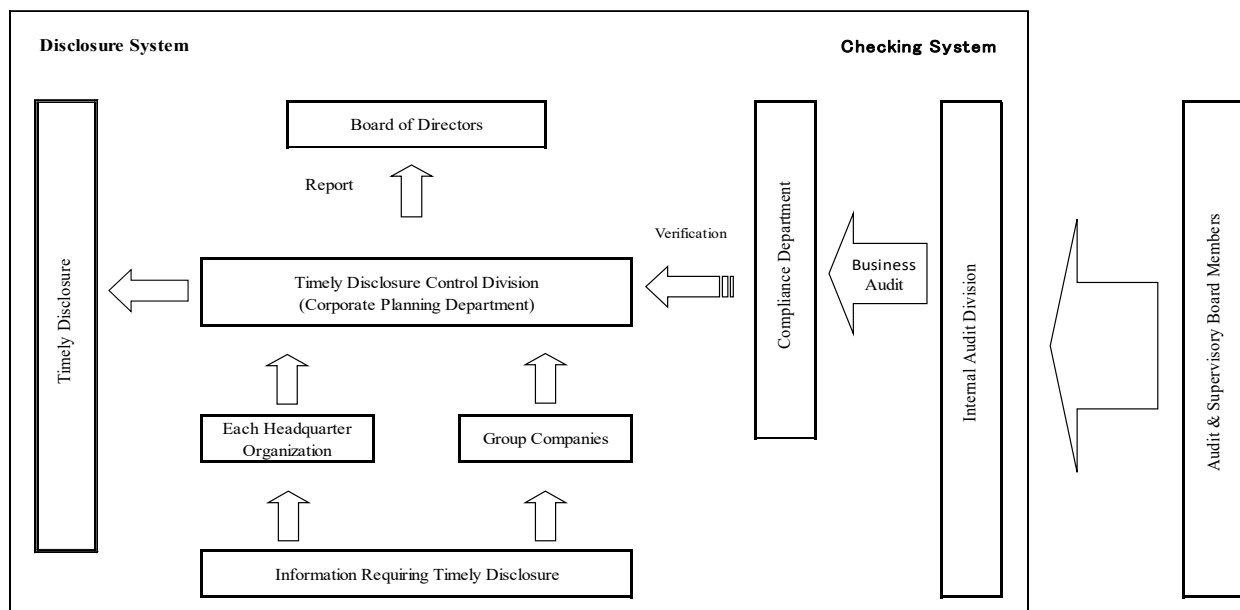 Disclosure System
Checking System
Board of Directors
Report
Verification
Timely Disclosure Control Division
(Corporate Planning Department)
Timely Disclosure
Compliance Department
Business
Audit
Internal Audit Division
Audit & Supervisory Board Members
Each Headquarter
Organization
Group Companies
Information Requiring Timely Disclosure